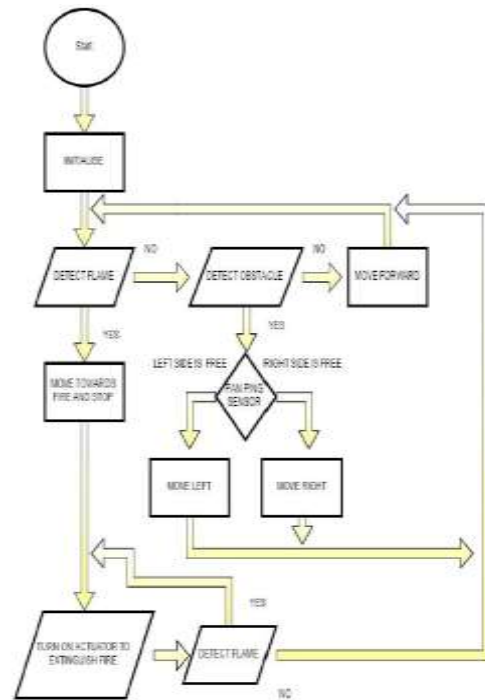 Start
INITIALISE
DETECT FLAME
NO
DETECT OBSTACLE
NO
MOVE FORWARD
YES
YES
LEFT SIDE IS FREE
RIGHT SIDE IS FREE
PAN PING
SENSOR
MOVE TOWARDS
FIRE AND STOP
MOVE LEFT
MOVE RIGHT
YES
TURN ON ACTUATOR TO
EXTINGUISH FIRE
DETECT FLAME
NO